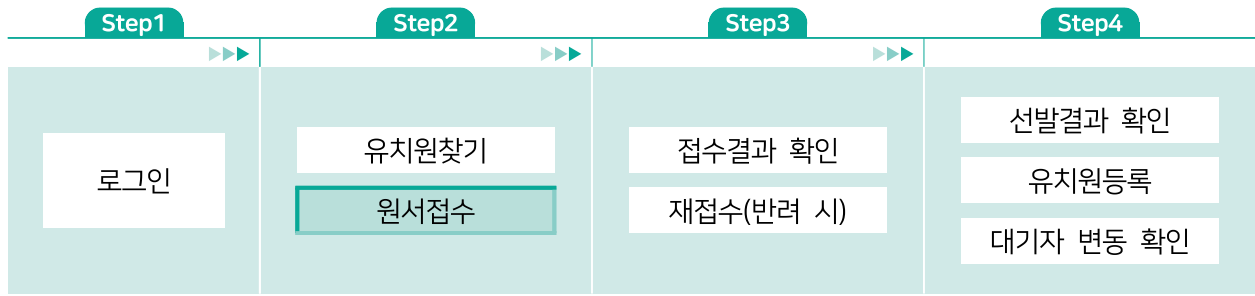 Step1
Step2
Step3
Step4
로그인
유치원찾기
원서접수
접수결과 확인
재접수(반려 시)
선발결과 확인
유치원등록
대기자 변동 확인